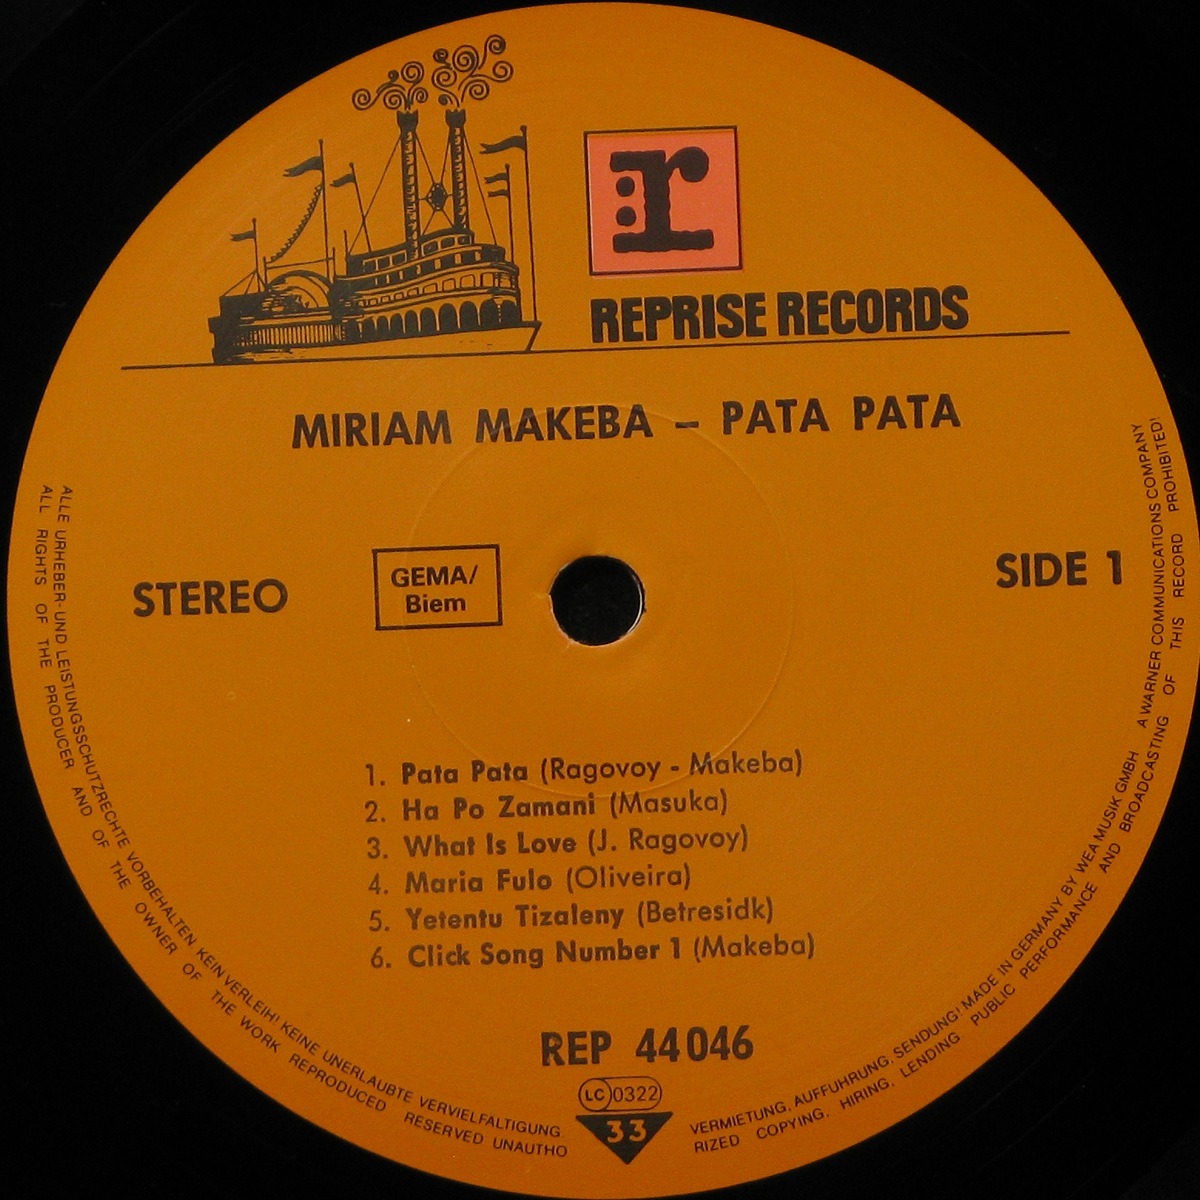 r:
REPRISE RECORDS
MIRIAM MAKEBA – PATA PATA
STEREO
GEMA/
Biem
SIDE 1
1. Pata Pata (Ragovoy - Makeba)
2. Ha Po Zamani (Masuka)
3. What Is Love (J. Ragovoy)
4. Maria Fulo (Oliveira)
5. Yetentu Tizaleny (Betresidk)
6. Click Song Number 1 (Makeba)
REP 44 046
LC 0322
33
ALLE URHEBER- UND LEISTUNGSSCHUTZRECHTE VORBEHALTEN KEIN VERLEIH! KEINE UNERLAUBTE VERVIELFÄLTIGUNG. VERMIETUNG, AUFFÜHRUNG, SENDUNG! MADE IN GERMANY BY WEA MUSIK GMBH A WARNER COMMUNICATIONS COMPANY
ALL RIGHTS OF THE PRODUCER AND OF THE OWNER OF THE WORK REPRODUCED RESERVED UNAUTHORIZED COPYING, HIRING, LENDING PUBLIC PERFORMANCE AND BROADCASTING OF THIS RECORD PROHIBITED!